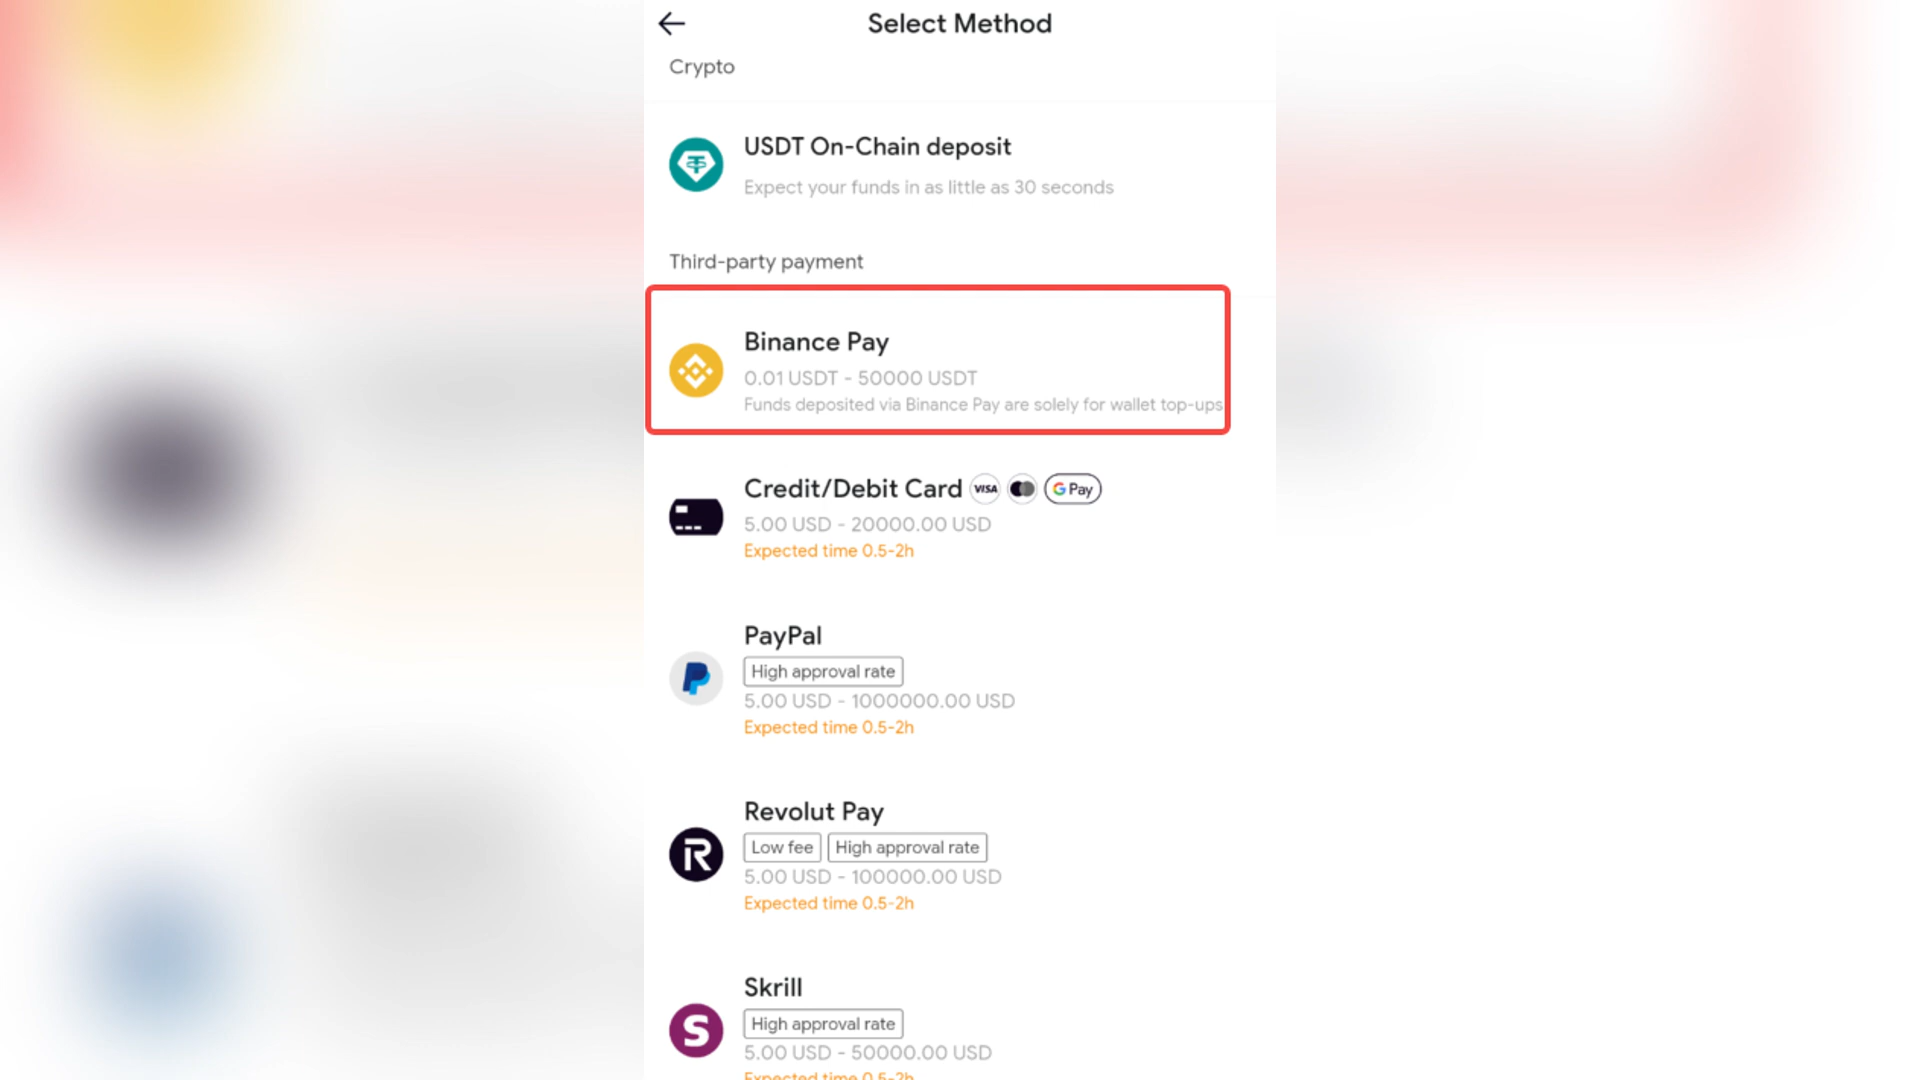 Select Method
Crypto
USDT On-Chain deposit
Expect your funds in as little as 30 seconds
Third-party payment
Binance Pay
0.01 USDT - 50000 USDT
Funds deposited via Binance Pay are solely for wallet top-ups
Credit/Debit Card VISA G Pay
5.00 USD - 20000.00 USD
Expected time 0.5-2h
PayPal
High approval rate
5.00 USD - 1000000.00 USD
Expected time 0.5-2h
Revolut Pay
Low fee High approval rate
5.00 USD - 100000.00 USD
Expected time 0.5-2h
Skrill
High approval rate
5.00 USD - 50000.00 USD
Expected time 0.5-2h